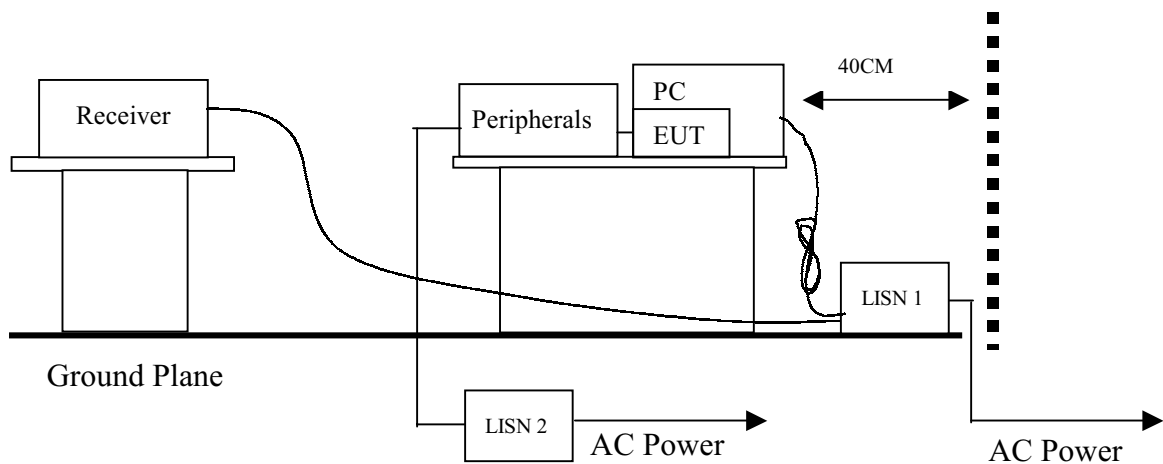 40CM
Receiver
PC
Peripherals
EUT
LISN 1
Ground Plane
LISN 2
AC Power
AC Power